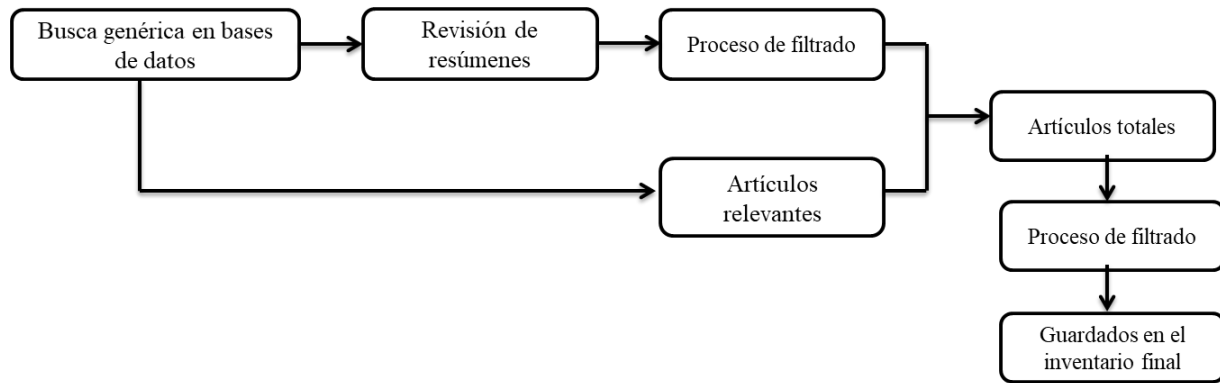 Busca genérica en bases
de datos
Revisión de
resúmenes
Proceso de filtrado
Artículos totales
Artículos
relevantes
Proceso de filtrado
Guardados en el
inventario final